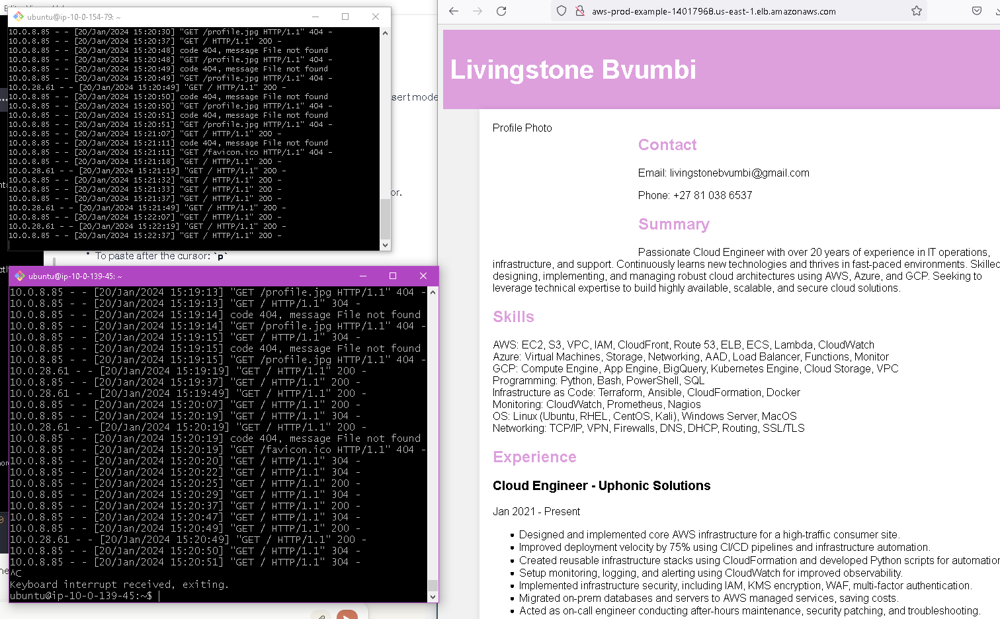 ubuntu@ip-10-0-154-79: ~
10.0.8.85 - - [20/Jan/2024 15:20:30] "GET /profile.jpg HTTP/1.1" 404 -
10.0.8.85 - - [20/Jan/2024 15:20:37] "GET / HTTP/1.1" 200 -
10.0.8.85 - - [20/Jan/2024 15:20:48] code 404, message File not found
10.0.8.85 - - [20/Jan/2024 15:20:48] "GET /profile.jpg HTTP/1.1" 404 -
10.0.8.85 - - [20/Jan/2024 15:20:49] code 404, message File not found
10.0.8.85 - - [20/Jan/2024 15:20:49] "GET /profile.jpg HTTP/1.1" 404 -
10.0.28.61 - - [20/Jan/2024 15:20:49] "GET / HTTP/1.1" 200 -
10.0.8.85 - - [20/Jan/2024 15:20:50] code 404, message File not found
10.0.8.85 - - [20/Jan/2024 15:20:50] "GET /profile.jpg HTTP/1.1" 404 -
10.0.8.85 - - [20/Jan/2024 15:20:51] code 404, message File not found
10.0.8.85 - - [20/Jan/2024 15:20:51] "GET /profile.jpg HTTP/1.1" 404 -
10.0.8.85 - - [20/Jan/2024 15:21:07] "GET / HTTP/1.1" 200 -
10.0.8.85 - - [20/Jan/2024 15:21:11] code 404, message File not found
10.0.8.85 - - [20/Jan/2024 15:21:11] "GET /favicon.ico HTTP/1.1" 404 -
10.0.8.85 - - [20/Jan/2024 15:21:18] "GET / HTTP/1.1" 200 -
10.0.28.61 - - [20/Jan/2024 15:21:19] "GET / HTTP/1.1" 200 -
10.0.8.85 - - [20/Jan/2024 15:21:32] "GET / HTTP/1.1" 200 -
10.0.8.85 - - [20/Jan/2024 15:21:33] "GET / HTTP/1.1" 200 -
10.0.8.85 - - [20/Jan/2024 15:21:37] "GET / HTTP/1.1" 200 -
10.0.28.61 - - [20/Jan/2024 15:21:49] "GET / HTTP/1.1" 200 -
10.0.8.85 - - [20/Jan/2024 15:22:07] "GET / HTTP/1.1" 200 -
10.0.28.61 - - [20/Jan/2024 15:22:19] "GET / HTTP/1.1" 200 -
10.0.8.85 - - [20/Jan/2024 15:22:37] "GET / HTTP/1.1" 200 -
sert mode
or.
• To paste after the cursor: `p`
ubuntu@ip-10-0-139-45: ~
10.0.8.85 - - [20/Jan/2024 15:19:13] "GET /profile.jpg HTTP/1.1" 404 -
10.0.8.85 - - [20/Jan/2024 15:19:13] "GET / HTTP/1.1" 304 -
10.0.8.85 - - [20/Jan/2024 15:19:14] code 404, message File not found
10.0.8.85 - - [20/Jan/2024 15:19:14] "GET /profile.jpg HTTP/1.1" 404 -
10.0.8.85 - - [20/Jan/2024 15:19:15] "GET / HTTP/1.1" 304 -
10.0.8.85 - - [20/Jan/2024 15:19:15] code 404, message File not found
10.0.8.85 - - [20/Jan/2024 15:19:15] "GET /profile.jpg HTTP/1.1" 404 -
10.0.28.61 - - [20/Jan/2024 15:19:19] "GET / HTTP/1.1" 200 -
10.0.8.85 - - [20/Jan/2024 15:19:37] "GET / HTTP/1.1" 200 -
10.0.28.61 - - [20/Jan/2024 15:19:49] "GET / HTTP/1.1" 200 -
10.0.8.85 - - [20/Jan/2024 15:20:07] "GET / HTTP/1.1" 200 -
10.0.8.85 - - [20/Jan/2024 15:20:19] "GET / HTTP/1.1" 304 -
10.0.28.61 - - [20/Jan/2024 15:20:19] "GET / HTTP/1.1" 200 -
10.0.8.85 - - [20/Jan/2024 15:20:19] code 404, message File not found
10.0.8.85 - - [20/Jan/2024 15:20:19] "GET /favicon.ico HTTP/1.1" 404 -
10.0.8.85 - - [20/Jan/2024 15:20:20] "GET / HTTP/1.1" 304 -
10.0.8.85 - - [20/Jan/2024 15:20:22] "GET / HTTP/1.1" 304 -
10.0.8.85 - - [20/Jan/2024 15:20:25] "GET / HTTP/1.1" 200 -
10.0.8.85 - - [20/Jan/2024 15:20:29] "GET / HTTP/1.1" 304 -
10.0.8.85 - - [20/Jan/2024 15:20:37] "GET / HTTP/1.1" 200 -
10.0.8.85 - - [20/Jan/2024 15:20:47] "GET / HTTP/1.1" 304 -
10.0.8.85 - - [20/Jan/2024 15:20:49] "GET / HTTP/1.1" 200 -
10.0.28.61 - - [20/Jan/2024 15:20:49] "GET / HTTP/1.1" 200 -
10.0.8.85 - - [20/Jan/2024 15:20:50] "GET / HTTP/1.1" 304 -
10.0.8.85 - - [20/Jan/2024 15:20:51] "GET / HTTP/1.1" 304 -
^C
Keyboard interrupt received, exiting.
ubuntu@ip-10-0-139-45:~$
aws-prod-example-14017968.us-east-1.elb.amazonaws.com
Livingstone Bvumbi
Profile Photo
Contact
Email: livingstonebvumbi@gmail.com
Phone: +27 81 038 6537
Summary
Passionate Cloud Engineer with over 20 years of experience in IT operations,
infrastructure, and support. Continuously learns new technologies and thrives in fast-paced environments. Skilled
designing, implementing, and managing robust cloud architectures using AWS, Azure, and GCP. Seeking to
leverage technical expertise to build highly available, scalable, and secure cloud solutions.
Skills
AWS: EC2, S3, VPC, IAM, CloudFront, Route 53, ELB, ECS, Lambda, CloudWatch
Azure: Virtual Machines, Storage, Networking, AAD, Load Balancer, Functions, Monitor
GCP: Compute Engine, App Engine, BigQuery, Kubernetes Engine, Cloud Storage, VPC
Programming: Python, Bash, PowerShell, SQL
Infrastructure as Code: Terraform, Ansible, CloudFormation, Docker
Monitoring: CloudWatch, Prometheus, Nagios
OS: Linux (Ubuntu, RHEL, CentOS, Kali), Windows Server, MacOS
Networking: TCP/IP, VPN, Firewalls, DNS, DHCP, Routing, SSL/TLS
Experience
Cloud Engineer - Uphonic Solutions
Jan 2021 - Present
• Designed and implemented core AWS infrastructure for a high-traffic consumer site.
• Improved deployment velocity by 75% using CI/CD pipelines and infrastructure automation.
• Created reusable infrastructure stacks using CloudFormation and developed Python scripts for automation
• Setup monitoring, logging, and alerting using CloudWatch for improved observability.
• Implemented infrastructure security, including IAM, KMS encryption, WAF, multi-factor authentication.
• Migrated on-prem databases and servers to AWS managed services, saving costs.
• Acted as on-call engineer conducting after-hours maintenance, security patching, and troubleshooting.